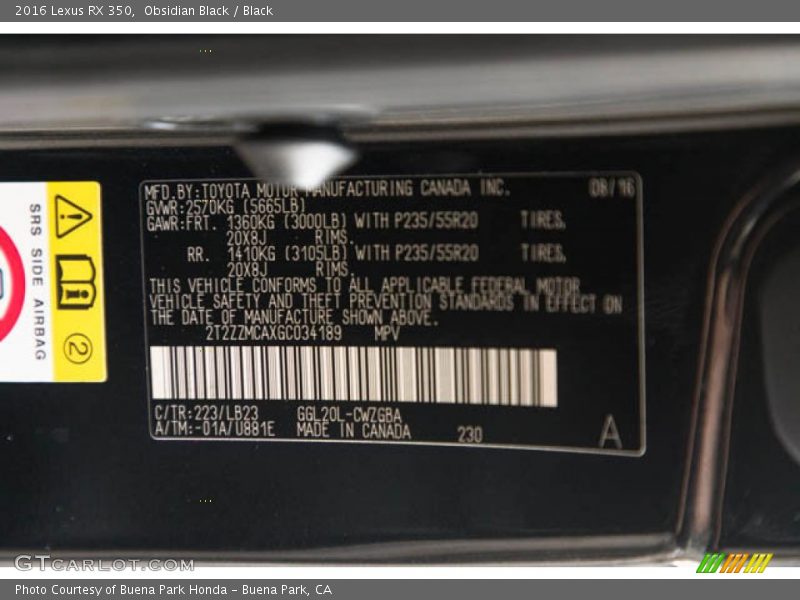 2016 Lexus RX 350,  Obsidian Black / Black
MFD.BY:TOYOTA MOTOR MANUFACTURING CANADA INC. 08/16
GVWR:2570KG (5665LB)
GAWR:FRT. 1360KG (3000LB) WITH P235/55R20 TIRES,
20X8J RIMS.
RR. 1410KG (3105LB) WITH P235/55R20 TIRES,
20X8J RIMS.
THIS VEHICLE CONFORMS TO ALL APPLICABLE FEDERAL MOTOR
VEHICLE SAFETY AND THEFT PREVENTION STANDARDS IN EFFECT ON
THE DATE OF MANUFACTURE SHOWN ABOVE.
2T2ZZMCAXGC034189 MPV
C/TR:223/LB23 GGL20L-CWZGBA
A/TM:-01A/U881E MADE IN CANADA 230 A
SRS SIDE AIRBAG
2
GTCARLOT.COM
Photo Courtesy of Buena Park Honda - Buena Park, CA